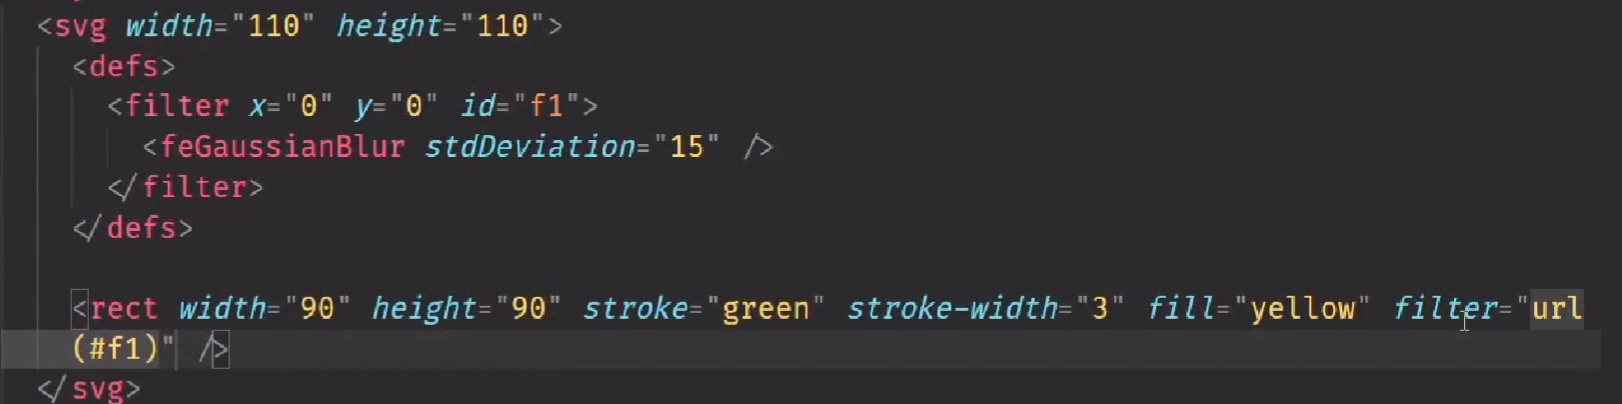 <svg width="110" height="110">
<defs>
<filter x="0" y="0" id="f1">
<feGaussianBlur stdDeviation="15" />
</filter>
</defs>
<rect width="90" height="90" stroke="green" stroke-width="3" fill="yellow" filter="url
(#f1)" />
</svg>